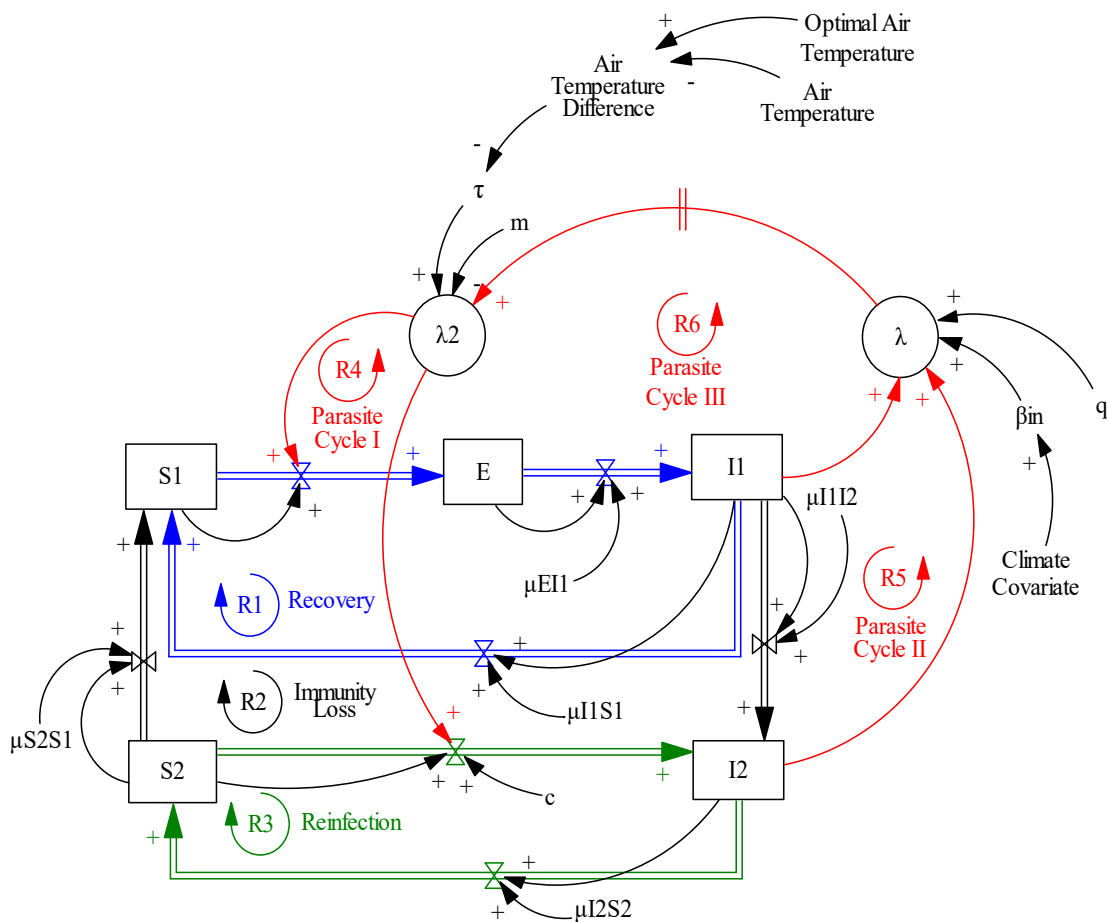 +
Optimal Air
Temperature
Air
Temperature
Difference
-
Air
Temperature
-
τ
m
+
-
+
λ2
R4
Parasite
Cycle I
R6
Parasite
Cycle III
λ
+
+
+
+
q
βin
+
+
+
+
S1
E
I1
+
+
+
μI1I2
μEI1
Climate
Covariate
+
+
R1
Recovery
R5
Parasite
Cycle II
+
+
+
+
+
+
R2
Immunity
Loss
μI1S1
μS2S1
+
+
S2
+
+
+
I2
c
R3
Reinfection
+
+
+
μI2S2